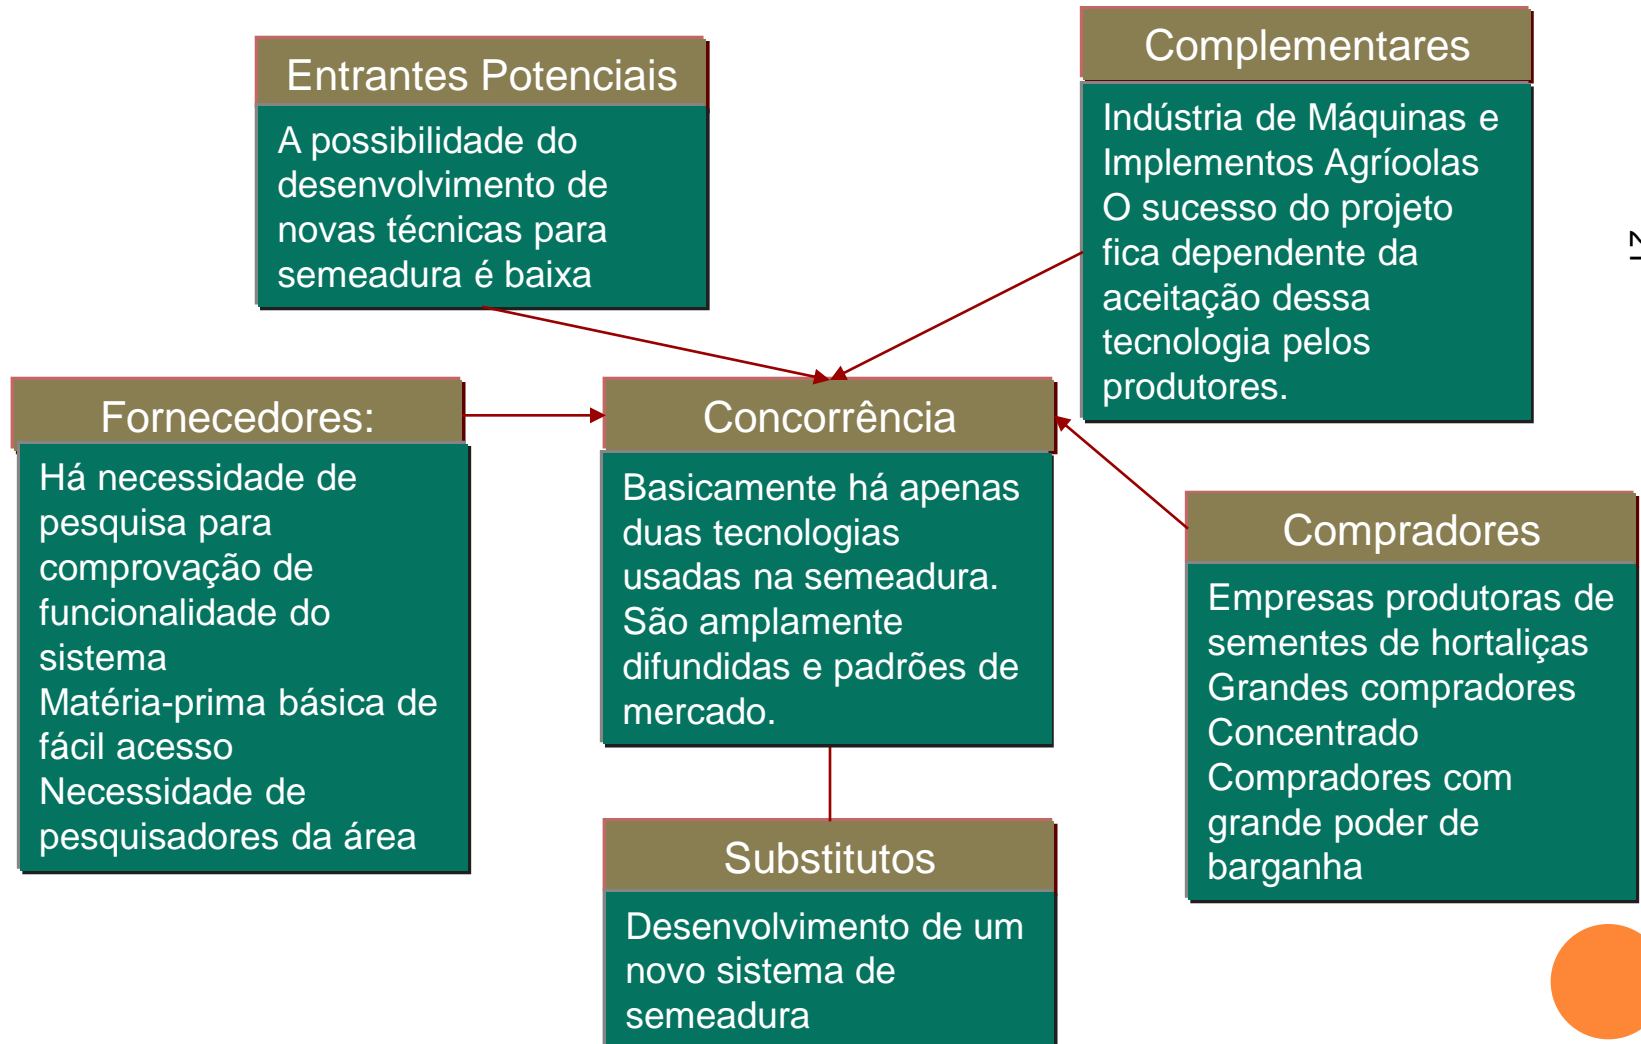 Entrantes Potenciais
A possibilidade do
desenvolvimento de
novas técnicas para
semeadura é baixa
Complementares
Indústria de Máquinas e
Implementos Agríoolas
O sucesso do projeto
fica dependente da
aceitação dessa
tecnologia pelos
produtores.
Fornecedores:
Há necessidade de
pesquisa para
comprovação de
funcionalidade do
sistema
Matéria-prima básica de
fácil acesso
Necessidade de
pesquisadores da área
Concorrência
Basicamente há apenas
duas tecnologias
usadas na semeadura.
São amplamente
difundidas e padrões de
mercado.
Compradores
Empresas produtoras de
sementes de hortaliças
Grandes compradores
Concentrado
Compradores com
grande poder de
barganha
Substitutos
Desenvolvimento de um
novo sistema de
semeadura